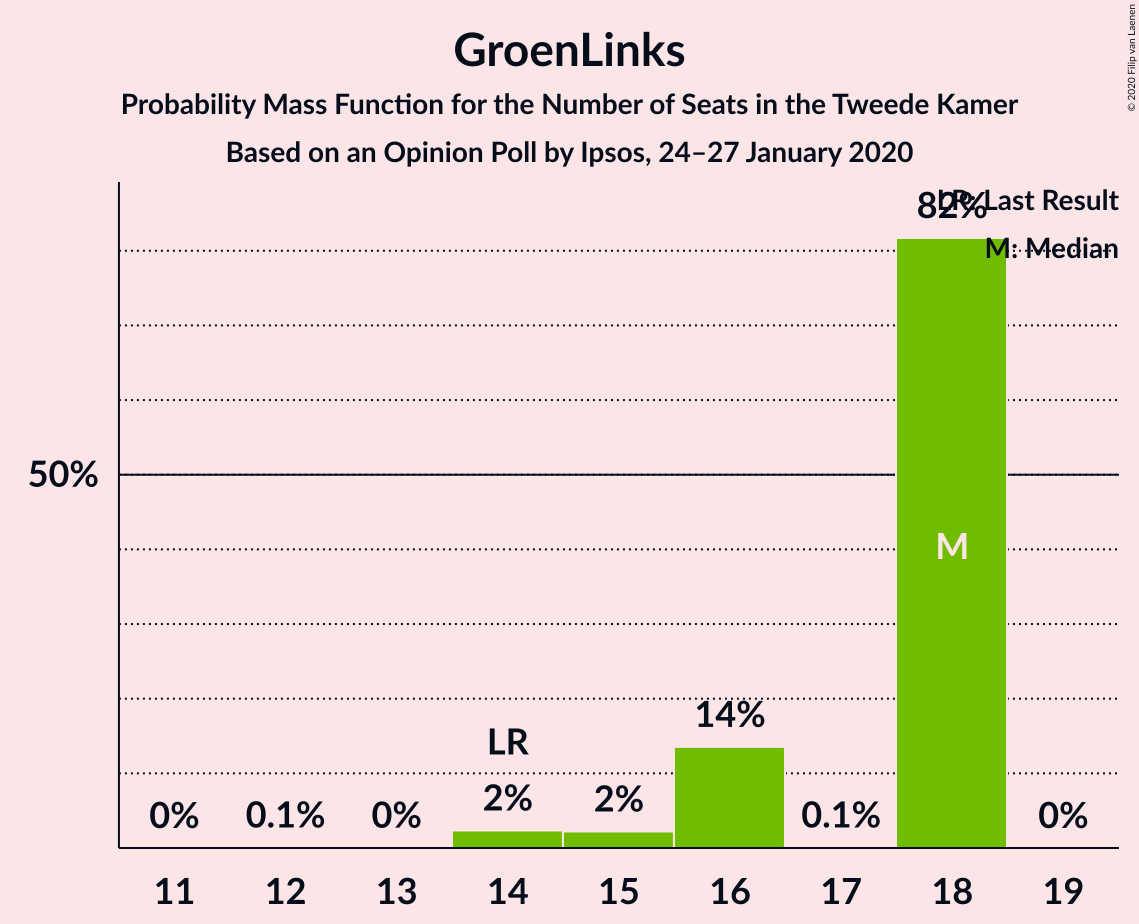 GroenLinks
Probability Mass Function for the Number of Seats in the Tweede Kamer
Based on an Opinion Poll by Ipsos, 24–27 January 2020
© 2020 Filip van Laenen
LR: Last Result
M: Median
82%
50%
M
14%
LR
2%
2%
0%
0.1%
0%
0.1%
0%
11 12 13 14 15 16 17 18 19